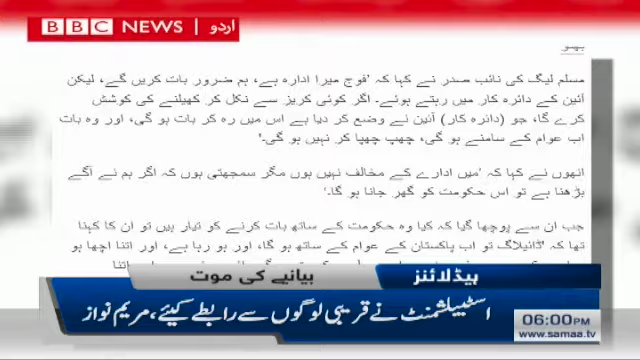 BBC NEWS اردو
مسلم لیگ کی نائب صدر نے کہا کہ 'فوج میرا ادارہ ہے، ہم ضرور بات کریں گے، لیکن
آئین کے دائرہ کار میں رہتے ہوئے۔ اگر کوئی کریز سے نکل کر کھیلنے کی کوشش
کرے گا، جو (دائرہ کار) آئین نے وضع کر دیا ہے اس میں رہ کر بات ہو گی، اور وہ بات
اب عوام کے سامنے ہو گی، چھپ چھپا کر نہیں ہو گی۔'
انھوں نے کہا کہ 'میں ادارے کے مخالف نہیں ہوں مگر سمجھتی ہوں کہ اگر ہم نے آگے
بڑھنا ہے تو اس حکومت کو گھر جانا ہو گا۔'
جب ان سے پوچھا گیا کہ کیا وہ حکومت کے ساتھ بات کرنے کو تیار ہیں تو ان کا کہنا
تھا کہ 'ڈائیلاگ تو اب پاکستان کے عوام کے ساتھ ہو گا، اور ہو رہا ہے، اور اتنا اچھا ہو
ہیڈلائنز
بیانیے کی موت
اسٹیبلشمنٹ نے قریبی لوگوں سے رابطے کیئے، مریم نواز
06:00PM
www.samaa.tv